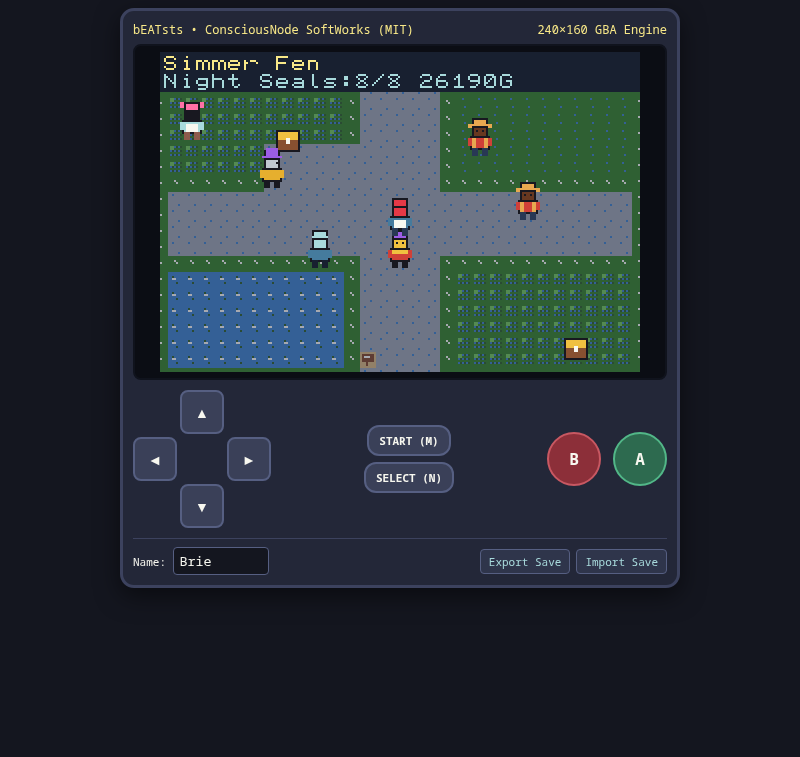 bEATsts • ConsciousNode SoftWorks (MIT)
240×160 GBA Engine
Simmer Fen
Night Seals:8/8 26190G
▲
◄
►
▼
START (M)
SELECT (N)
B
A
Name: Brie
Export Save
Import Save